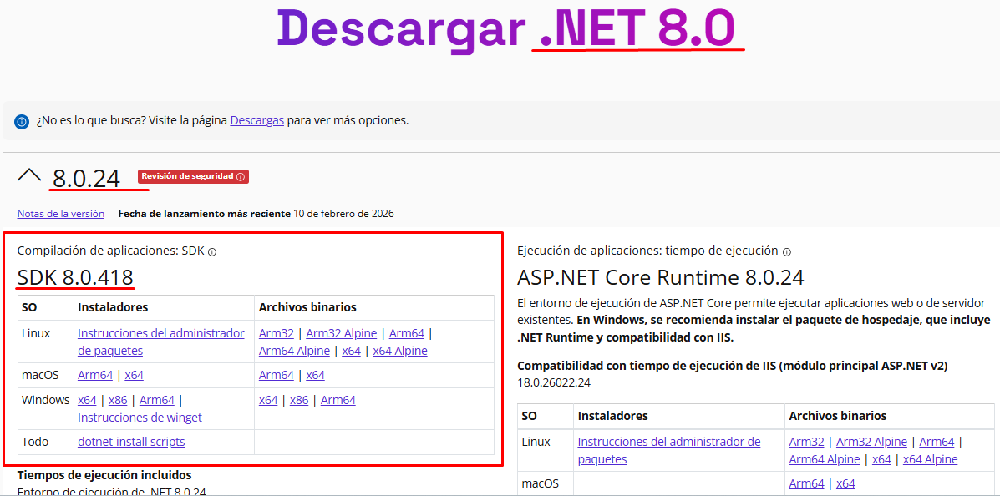 Descargar .NET 8.0
¿No es lo que busca? Visite la página Descargas para ver más opciones.
8.0.24 Revisión de seguridad
Notas de la versión Fecha de lanzamiento más reciente 10 de febrero de 2026
Compilación de aplicaciones: SDK
SDK 8.0.418
SO Instaladores Archivos binarios
Linux Instrucciones del administrador Arm32 | Arm32 Alpine | Arm64 |
de paquetes Arm64 Alpine | x64 | x64 Alpine
macOS Arm64 | x64 Arm64 | x64
Windows x64 | x86 | Arm64 | x64 | x86 | Arm64
Instrucciones de winget
Todo dotnet-install scripts
Tiempos de ejecución incluidos
Entorno de ejecución de .NET 8.0.24
Ejecución de aplicaciones: tiempo de ejecución
ASP.NET Core Runtime 8.0.24
El entorno de ejecución de ASP.NET Core permite ejecutar aplicaciones web o de servidor
existentes. En Windows, se recomienda instalar el paquete de hospedaje, que incluye
.NET Runtime y compatibilidad con IIS.
Compatibilidad con tiempo de ejecución de IIS (módulo principal ASP.NET v2)
18.0.26022.24
SO Instaladores Archivos binarios
Linux Instrucciones del administrador de Arm32 | Arm32 Alpine | Arm64 |
paquetes Arm64 Alpine | x64 | x64 Alpine
macOS Arm64 | x64